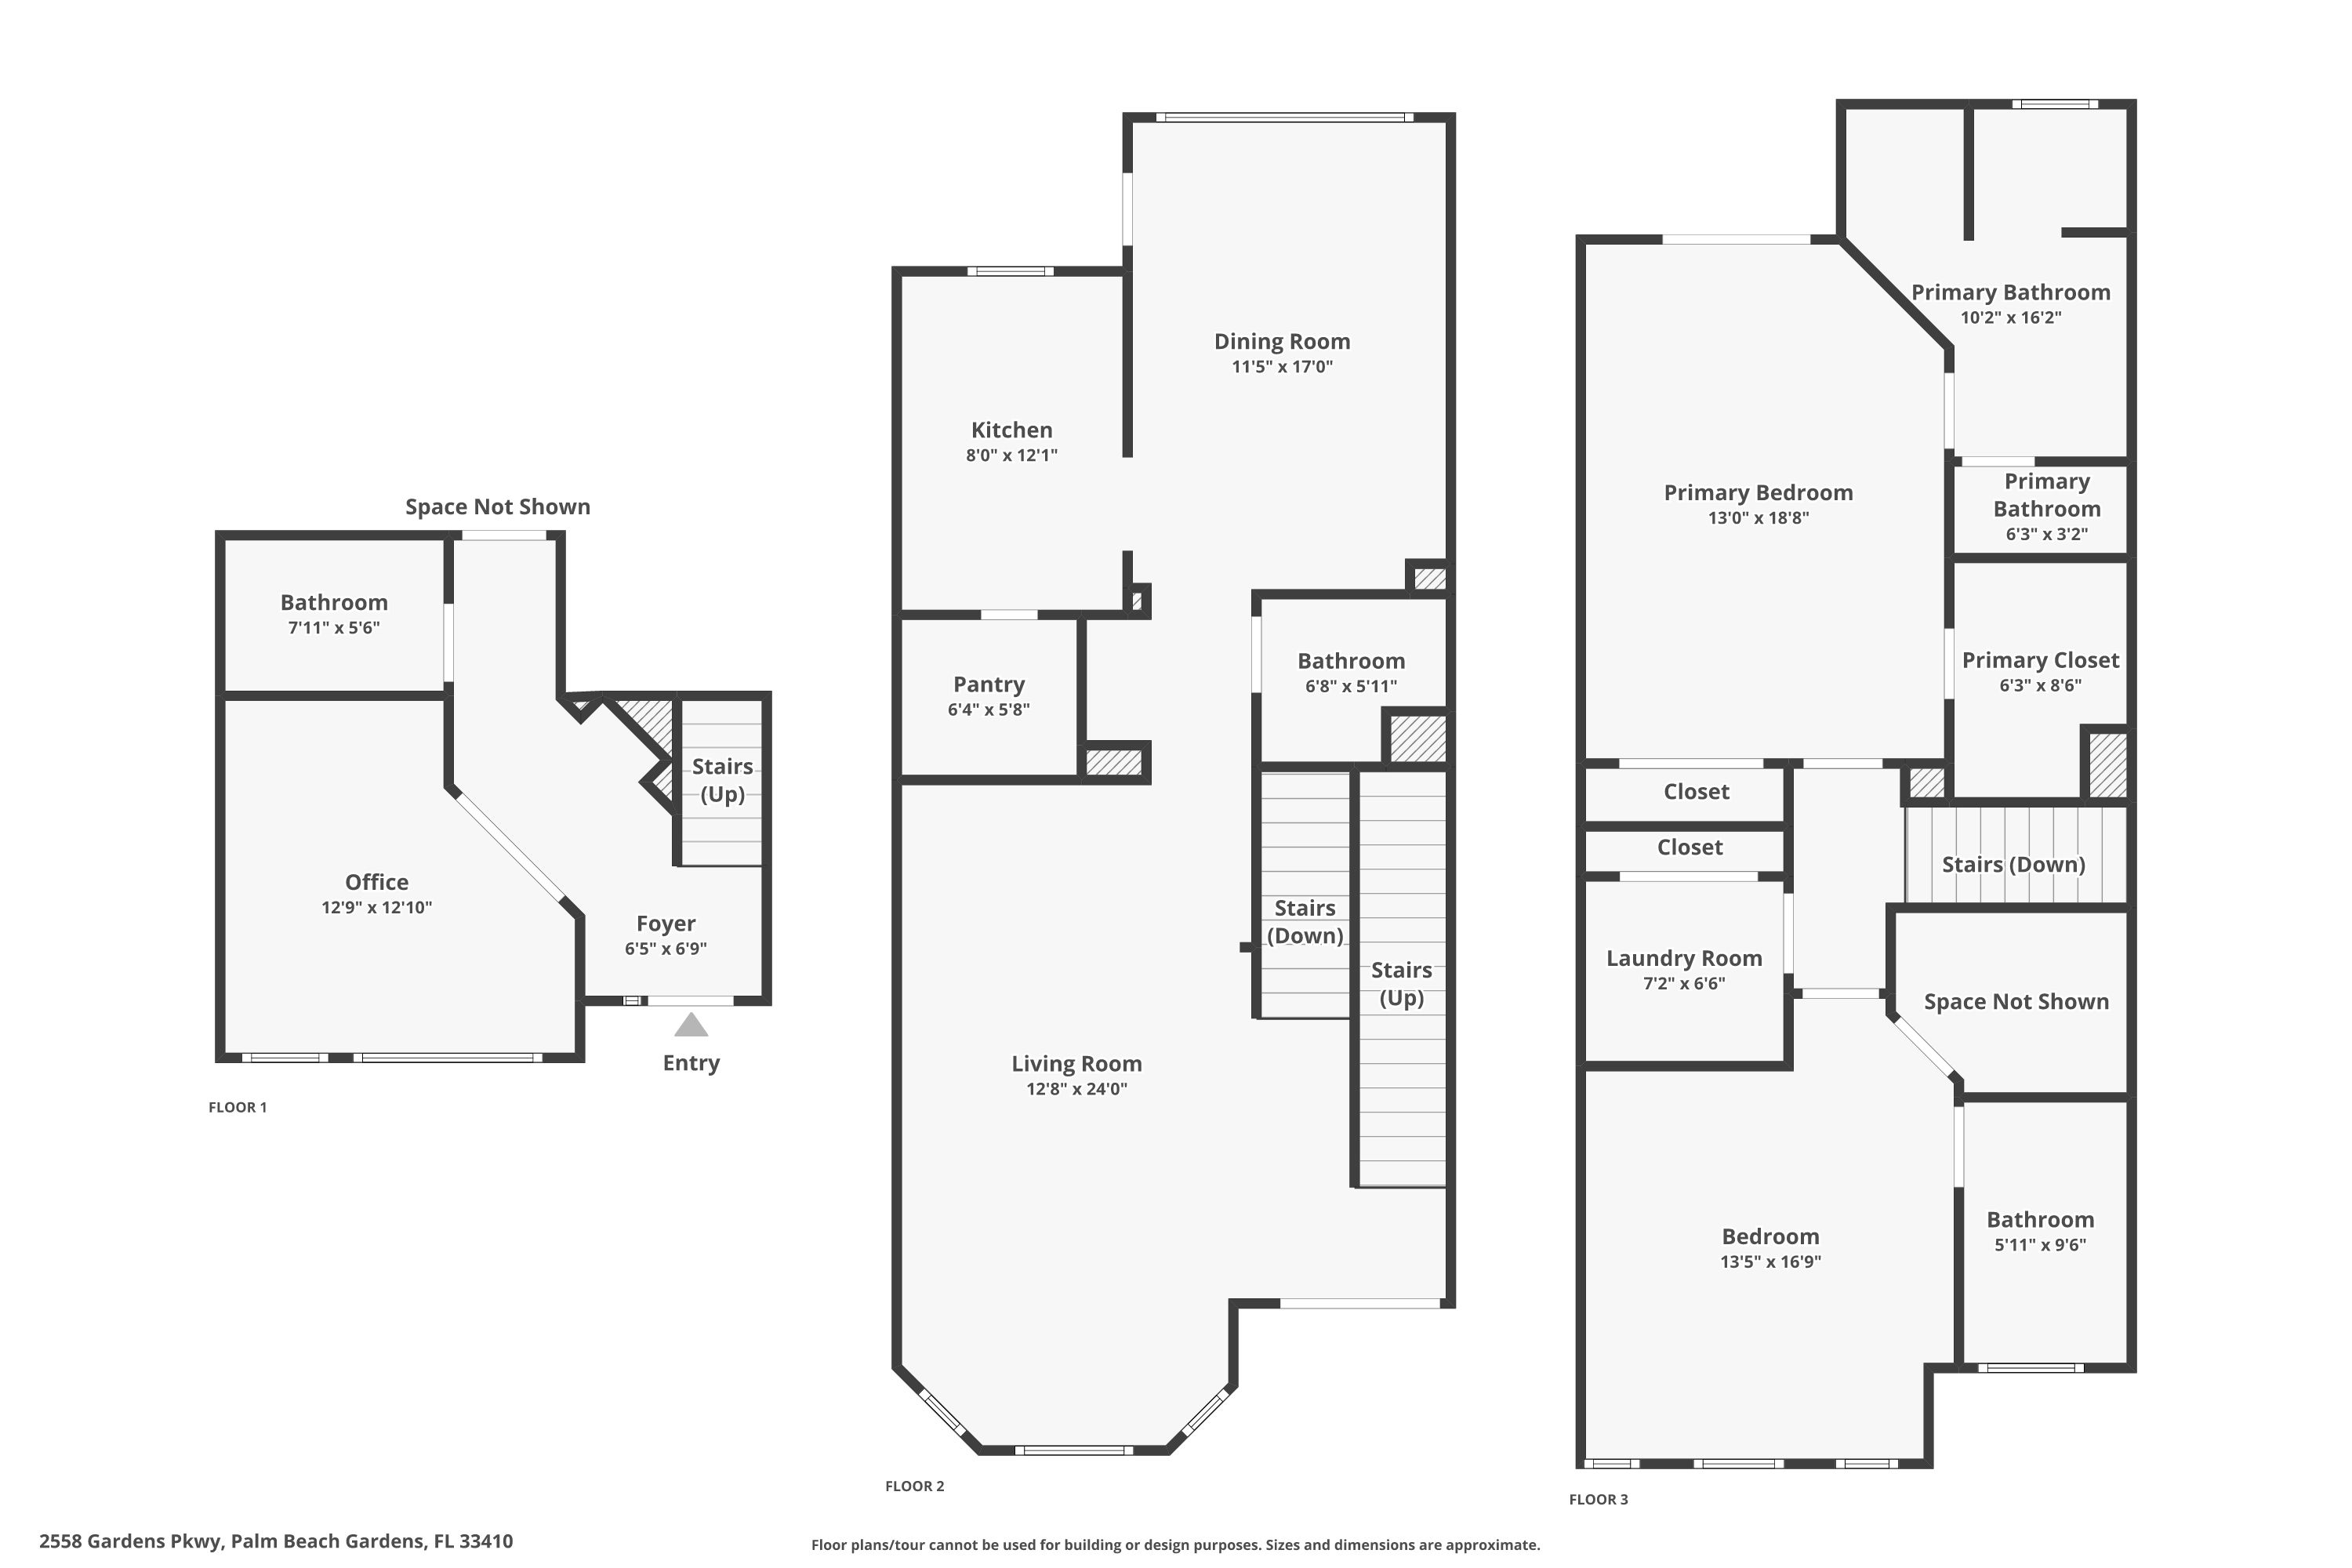 Space Not Shown
Bathroom
7'11" x 5'6"
Stairs
(Up)
Office
12'9" x 12'10"
Foyer
6'5" x 6'9"
Entry
FLOOR 1
Dining Room
11'5" x 17'0"
Kitchen
8'0" x 12'1"
Bathroom
6'8" x 5'11"
Pantry
6'4" x 5'8"
Stairs
(Down)
Stairs
(Up)
Living Room
12'8" x 24'0"
FLOOR 2
Primary Bathroom
10'2" x 16'2"
Primary Bedroom
13'0" x 18'8"
Primary
Bathroom
6'3" x 3'2"
Primary Closet
6'3" x 8'6"
Closet
Closet
Stairs (Down)
Laundry Room
7'2" x 6'6"
Space Not Shown
Bedroom
13'5" x 16'9"
Bathroom
5'11" x 9'6"
FLOOR 3
2558 Gardens Pkwy, Palm Beach Gardens, FL 33410
Floor plans/tour cannot be used for building or design purposes. Sizes and dimensions are approximate.